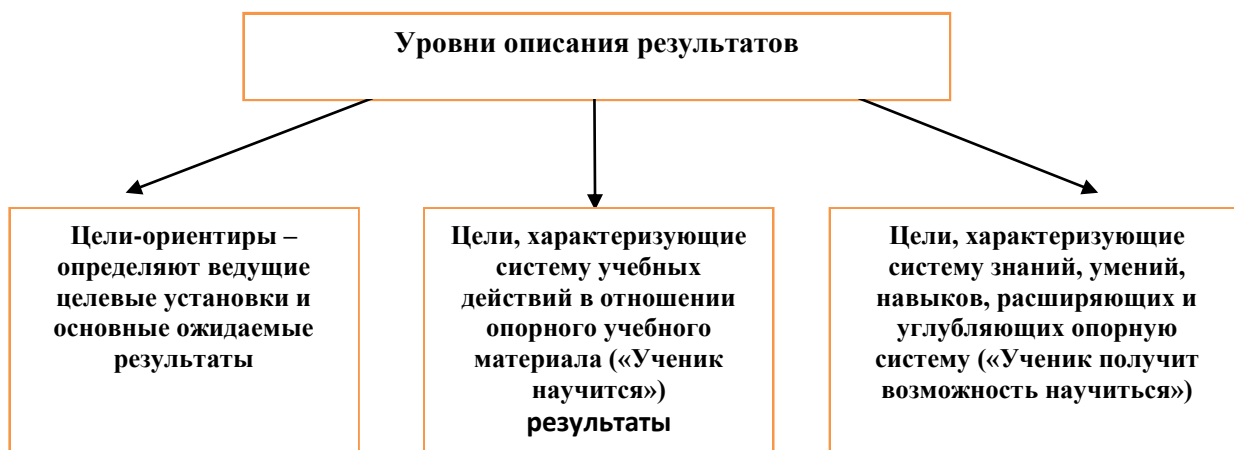 Уровни описания результатов
Цели-ориентиры –
определяют ведущие
целевые установки и
основные ожидаемые
результаты
Цели, характеризующие
систему учебных
действий в отношении
опорного учебного
материала («Ученик
научится»)
результаты
Цели, характеризующие
систему знаний, умений,
навыков, расширяющих и
углубляющих опорную
систему («Ученик получит
возможность научиться»)